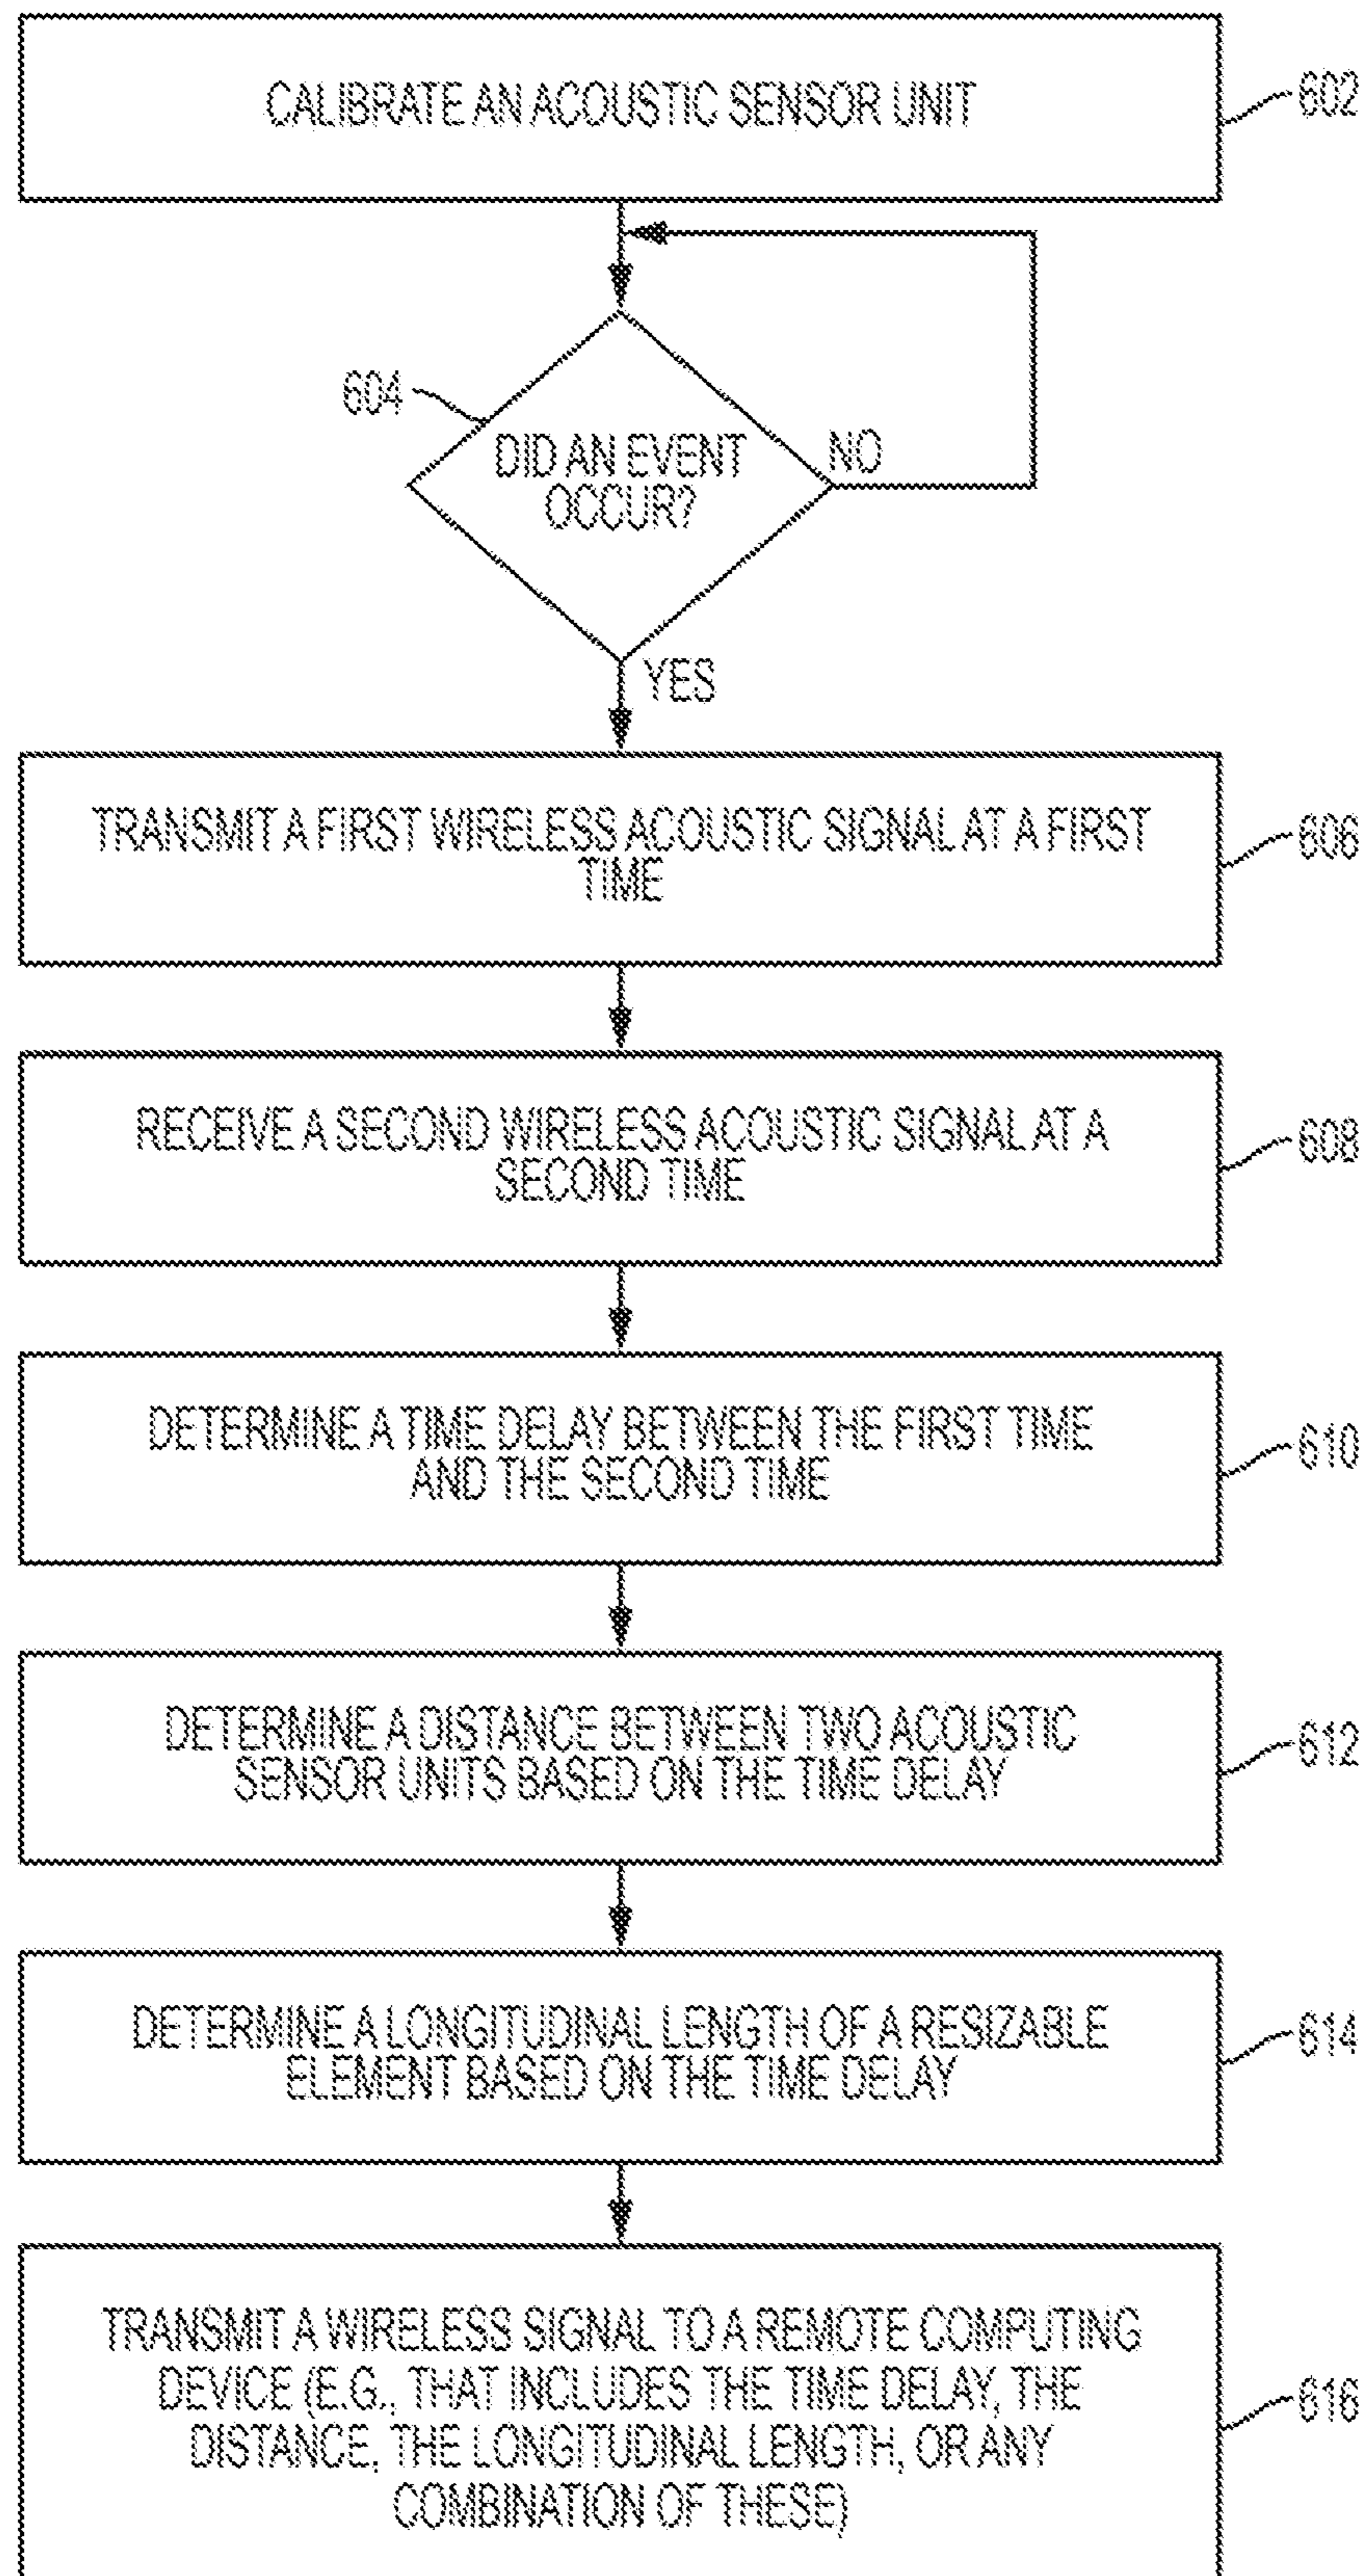 CALIBRATE AN ACOUSTIC SENSOR UNIT
602
604
DID AN EVENT
OCCUR?
NO
YES
TRANSMIT A FIRST WIRELESS ACOUSTIC SIGNAL AT A FIRST
TIME
606
RECEIVE A SECOND WIRELESS ACOUSTIC SIGNAL AT A
SECOND TIME
608
DETERMINE A TIME DELAY BETWEEN THE FIRST TIME
AND THE SECOND TIME
610
DETERMINE A DISTANCE BETWEEN TWO ACOUSTIC
SENSOR UNITS BASED ON THE TIME DELAY
612
DETERMINE A LONGITUDINAL LENGTH OF A RESIZABLE
ELEMENT BASED ON THE TIME DELAY
614
TRANSMIT A WIRELESS SIGNAL TO A REMOTE COMPUTING
DEVICE (E.G., THAT INCLUDES THE TIME DELAY, THE
DISTANCE, THE LONGITUDINAL LENGTH, OR ANY
COMBINATION OF THESE)
616